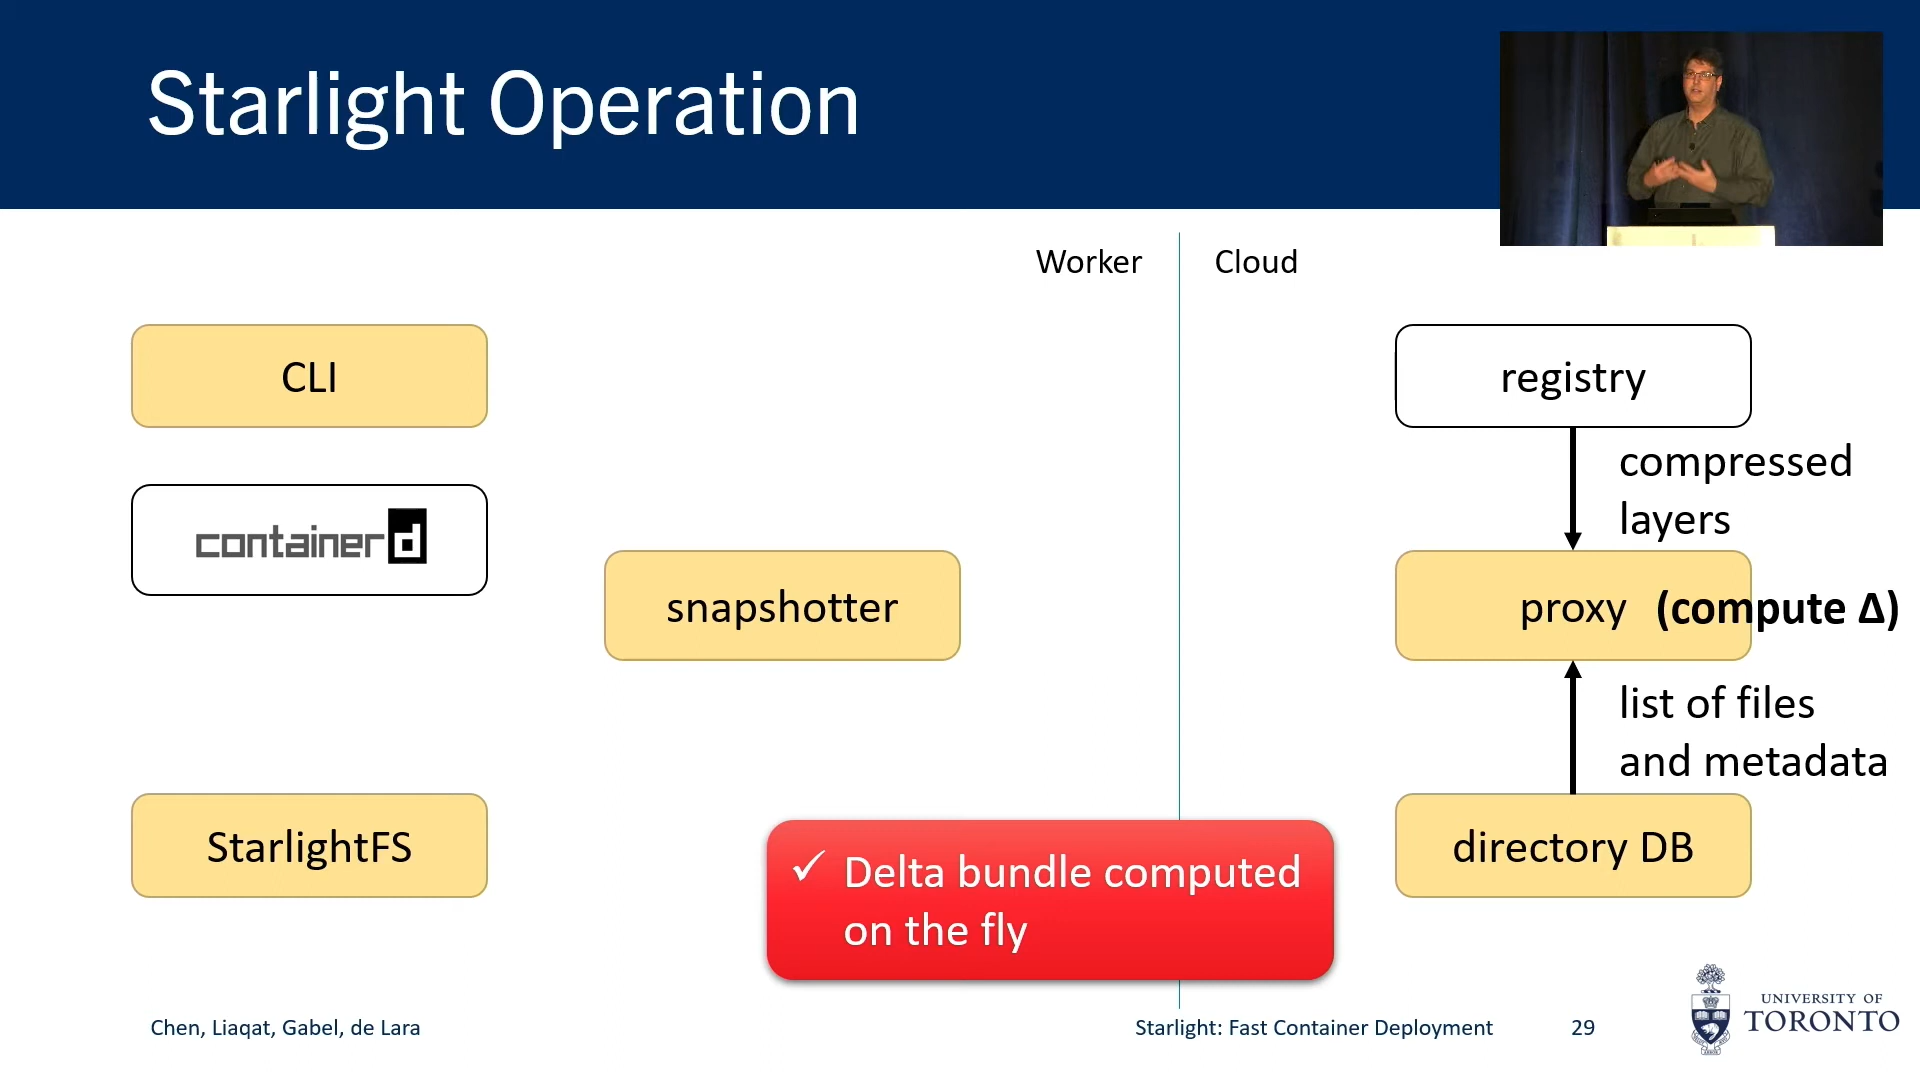 Starlight Operation
Worker
Cloud
CLI
registry
compressed
layers
containerd
snapshotter
proxy (compute Δ)
list of files
and metadata
StarlightFS
directory DB
✓ Delta bundle computed
on the fly
Chen, Liaqat, Gabel, de Lara
Starlight: Fast Container Deployment
29
UNIVERSITY OF
TORONTO